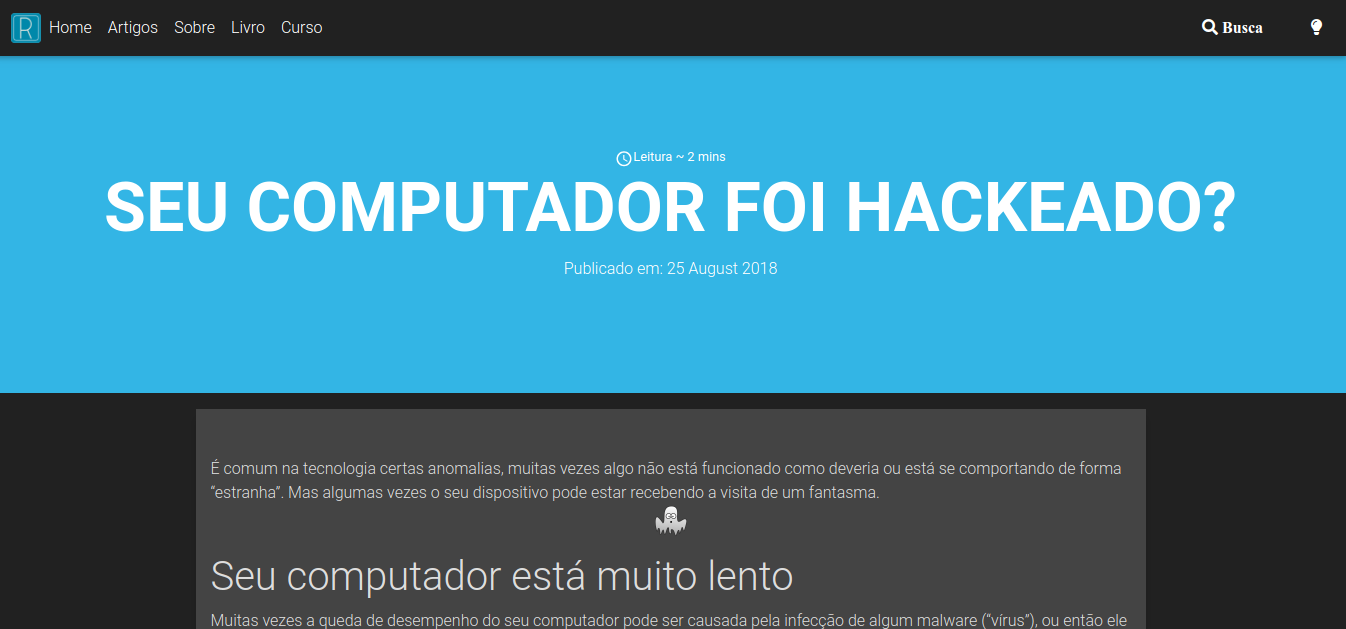 R Home Artigos Sobre Livro Curso Busca
Leitura ~ 2 mins
SEU COMPUTADOR FOI HACKEADO?
Publicado em: 25 August 2018
É comum na tecnologia certas anomalias, muitas vezes algo não está funcionado como deveria ou está se comportando de forma
“estranha”. Mas algumas vezes o seu dispositivo pode estar recebendo a visita de um fantasma.
Seu computador está muito lento
Muitas vezes a queda de desempenho do seu computador pode ser causada pela infecção de algum malware (“vírus”), ou então ele